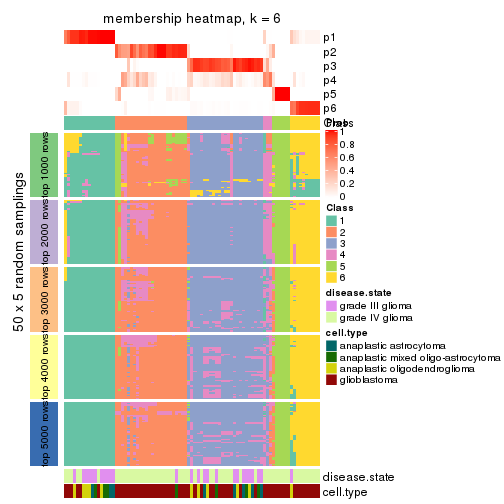 membership heatmap, k = 6
p1
p2
p3
p4
p5
p6
Class
Prob
1
0.8
0.6
0.4
0.2
0
Class
1
2
3
4
5
6
disease.state
grade III glioma
grade IV glioma
cell.type
anaplastic astrocytoma
anaplastic mixed oligo-astrocytoma
anaplastic oligodendroglioma
glioblastoma
50 x 5 random samplings
top 1000 rows
top 2000 rows
top 3000 rows
top 4000 rows
top 5000 rows
disease.state
cell.type